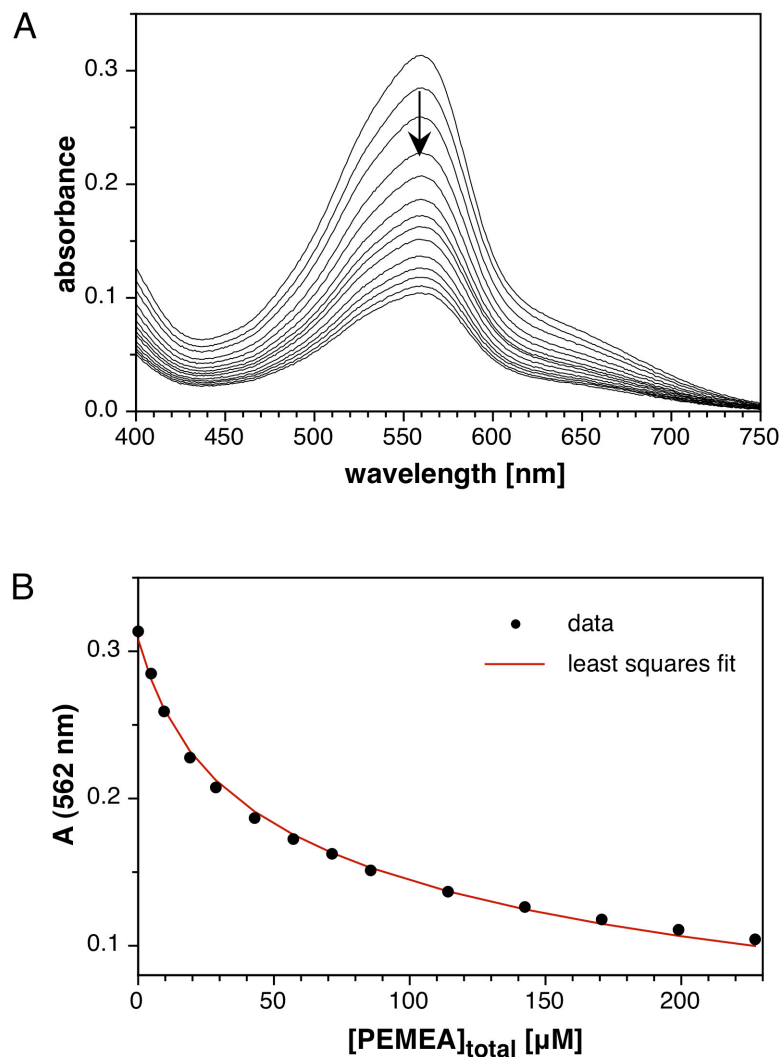 A
absorbance
0.3
0.2
0.1
0.0
400 450 500 550 600 650 700 750
wavelength [nm]
B
A (562 nm)
0.3
0.2
0.1
data
least squares fit
0 50 100 150 200
[PEMEA]total [µM]